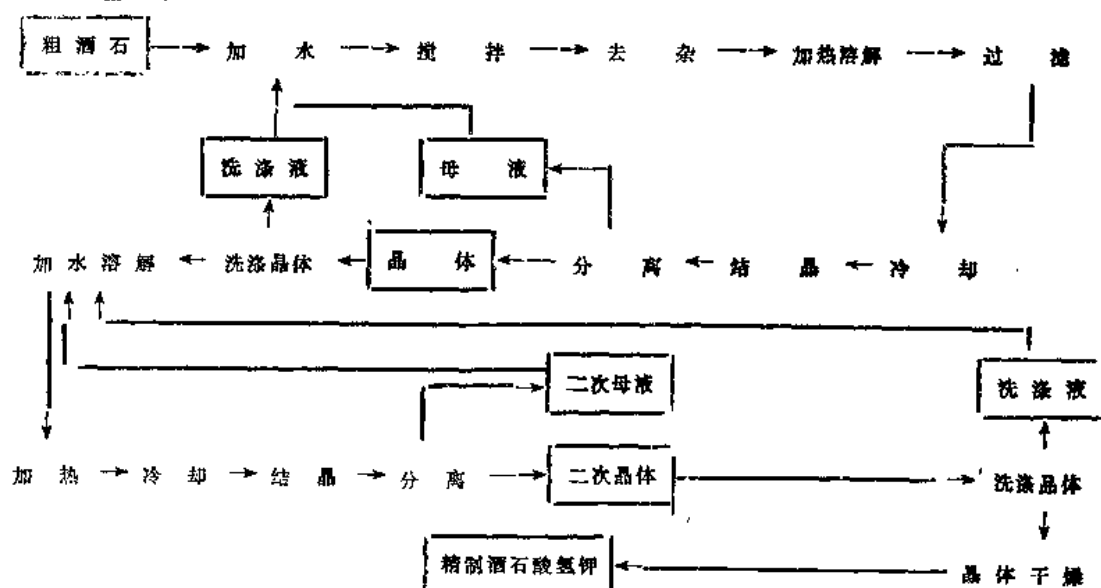 粗酒石 加水 搅拌 去杂 加热溶解 过滤
洗涤液 母液
加水溶解 洗涤晶体 晶体 分离 结晶 冷却
二次母液 洗涤液
加热 冷却 结晶 分离 二次晶体 洗涤晶体
精制酒石酸氢钾 晶体干燥